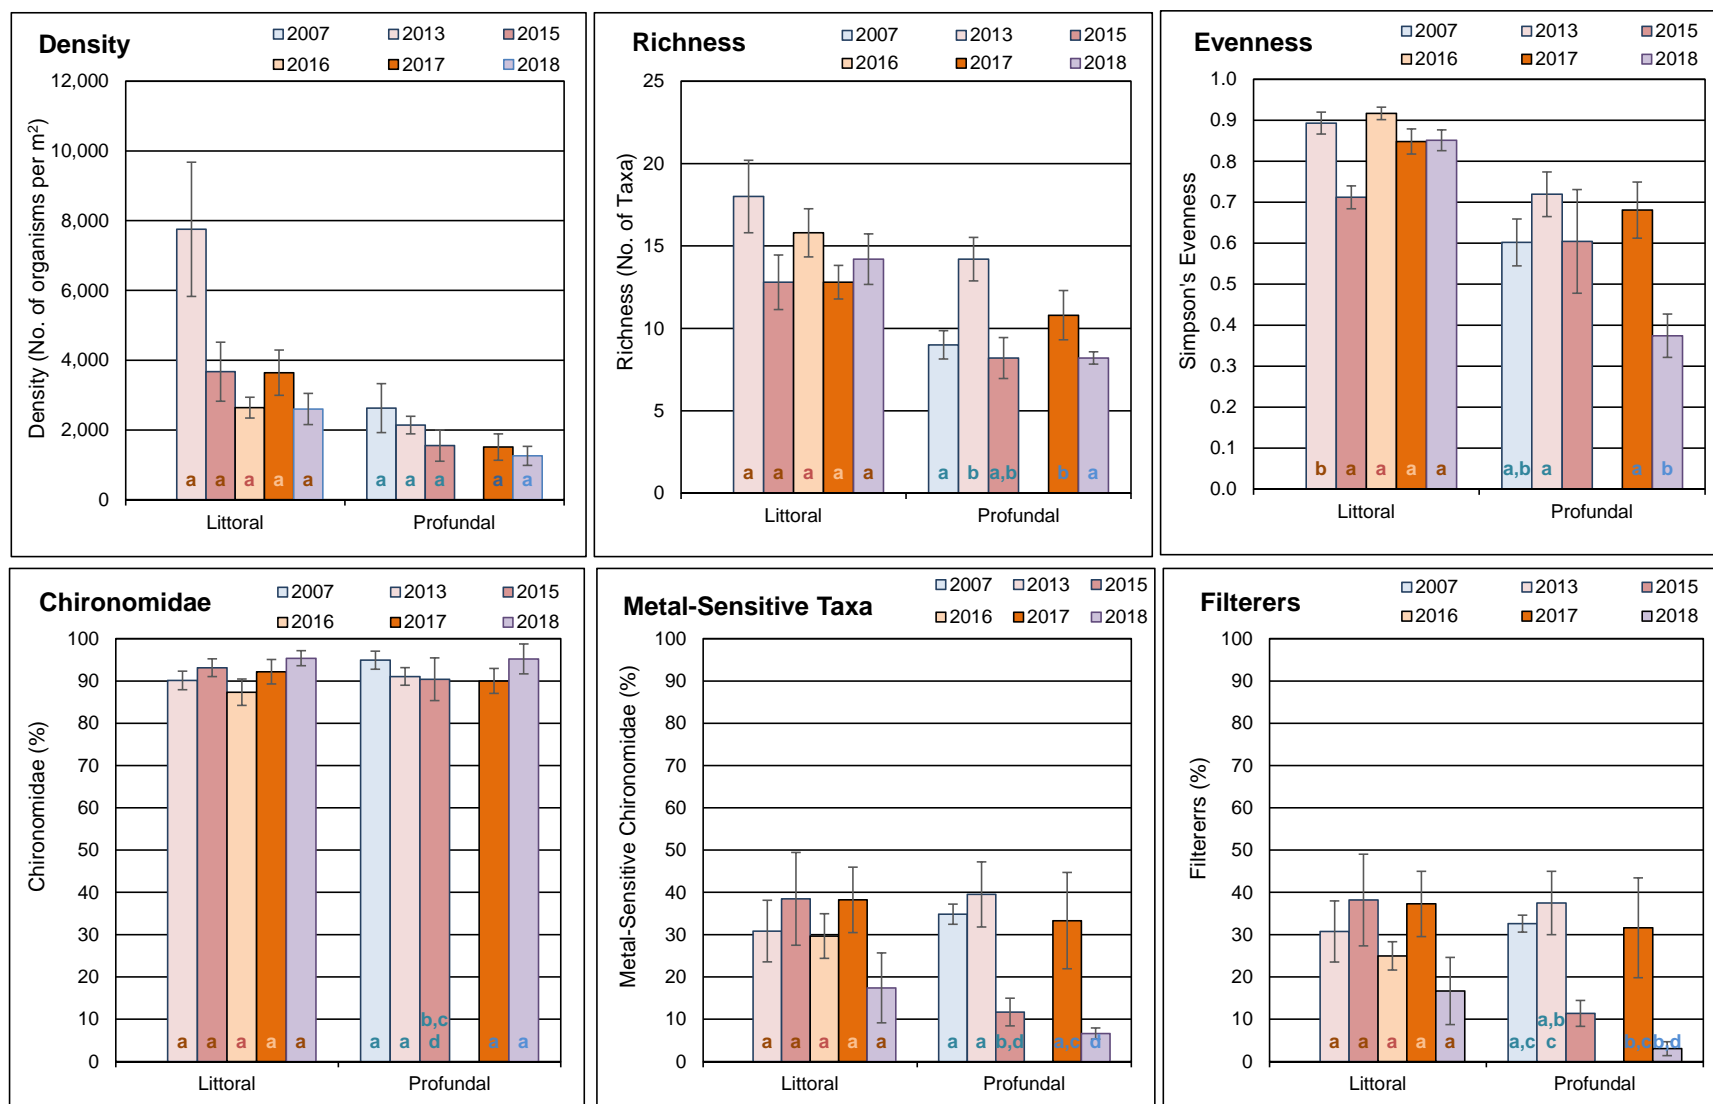 Density
2007 2013 2015
2016 2017 2018
12,000
10,000
8,000
6,000
4,000
2,000
0
Density (No. of organisms per m²)
a a a a a a a a a a
Littoral Profundal
Richness
2007 2013 2015
2016 2017 2018
25
20
15
10
5
0
Richness (No. of Taxa)
a a a a a a b a,b b a
Littoral Profundal
Evenness
2007 2013 2015
2016 2017 2018
1.0
0.9
0.8
0.7
0.6
0.5
0.4
0.3
0.2
0.1
0.0
Simpson's Evenness
b a a a a a,b a a b
Littoral Profundal
Chironomidae
2007 2013 2015
2016 2017 2018
100
90
80
70
60
50
40
30
20
10
0
Chironomidae (%)
b,c
a a a a a a a d a a
Littoral Profundal
Metal-Sensitive Taxa
2007 2013 2015
2016 2017 2018
100
90
80
70
60
50
40
30
20
10
0
Metal-Sensitive Chironomidae (%)
a a a a a a a b,d a,c d
Littoral Profundal
Filterers
2007 2013 2015
2016 2017 2018
100
90
80
70
60
50
40
30
20
10
0
Filterers (%)
a,b
a a a a a a,c c b,c b,d
Littoral Profundal